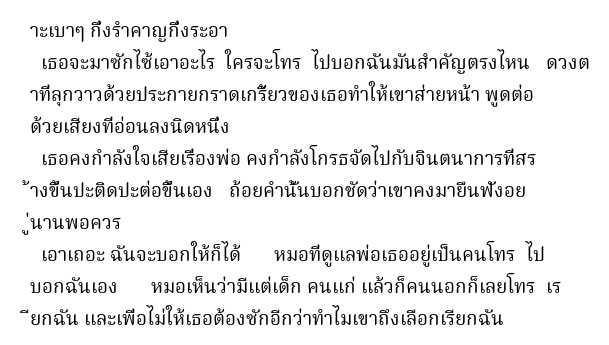 าะเบาๆ กึ่งรำคาญกึ่งระอา
เธอจะมาซักไซ้เอาอะไร ใครจะโทร ไปบอกฉันมันสำคัญตรงไหน ดวงต
าที่ลุกวาวด้วยประกายกราดเกรี้ยวของเธอทำให้เขาส่ายหน้า พูดต่อ
ด้วยเสียงที่อ่อนลงนิดหนึ่ง
เธอคงกำลังใจเสียเรื่องพ่อ คงกำลังโกรธจัดไปกับจินตนาการที่สร
้างขึ้นปะติดปะต่อขึ้นเอง ถ้อยคำนั้นบอกชัดว่าเขาคงมายืนฟังอย
ู่นานพอควร
เอาเถอะ ฉันจะบอกให้ก็ได้ หมอที่ดูแลพ่อเธออยู่เป็นคนโทร ไป
บอกฉันเอง หมอเห็นว่ามีแต่เด็ก คนแก่ แล้วก็คนนอกก็เลยโทร เร
ียกฉัน และเพื่อไม่ให้เธอต้องซักอีกว่าทำไมเขาถึงเลือกเรียกฉัน